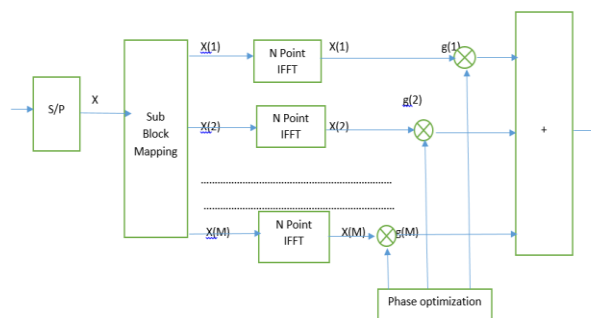 X(1)
N Point
IFFT
X(1)
g(1)
S/P
X
Sub
Block
Mapping
X(2)
N Point
IFFT
X(2)
g(2)
+
X(M)
N Point
IFFT
X(M)
g(M)
Phase optimization